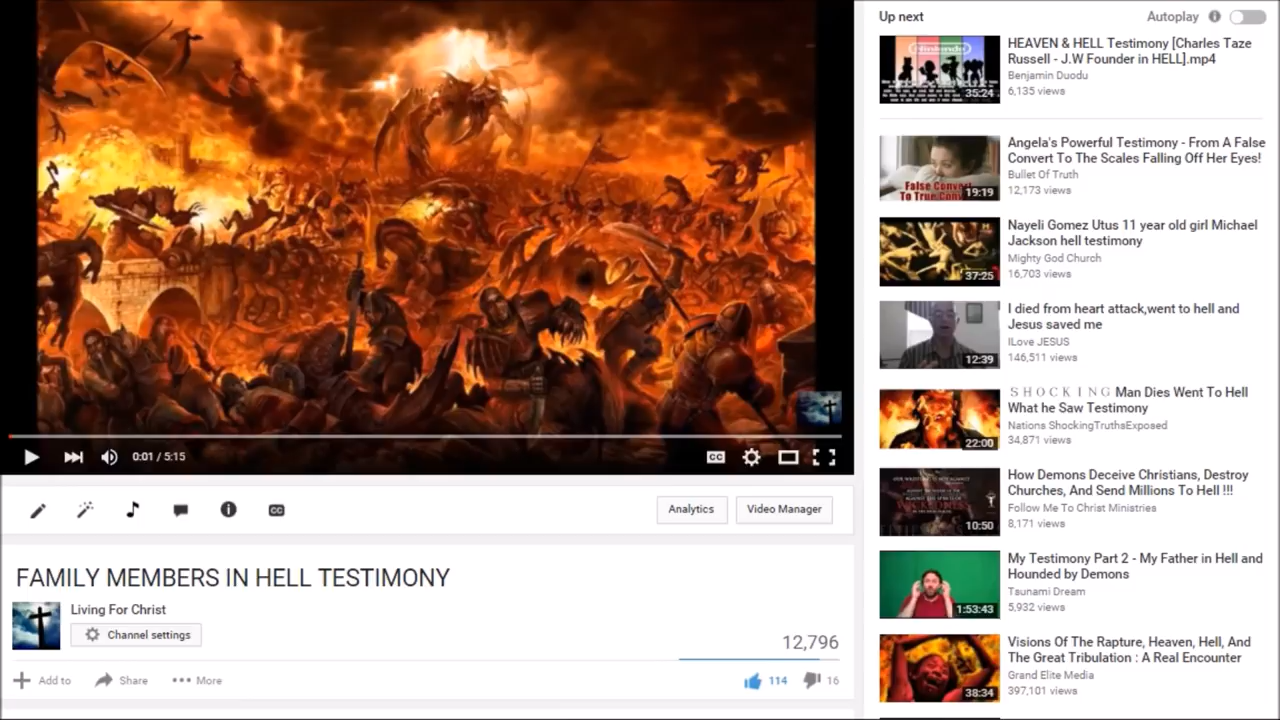 0:01 / 5:15
CC
CC
Analytics
Video Manager
FAMILY MEMBERS IN HELL TESTIMONY
Living For Christ
Channel settings
12,796
Add to
Share
More
114
16
Up next
Autoplay
Nintendo
35:24
HEAVEN & HELL Testimony [Charles Taze
Russell - J.W Founder in HELL].mp4
Benjamin Duodu
6,135 views
False Convert
To True Conv
19:19
Angela's Powerful Testimony - From A False
Convert To The Scales Falling Off Her Eyes!
Bullet Of Truth
12,173 views
37:25
Nayeli Gomez Utus 11 year old girl Michael
Jackson hell testimony
Mighty God Church
16,703 views
12:39
I died from heart attack,went to hell and
Jesus saved me
ILove JESUS
146,511 views
22:00
ＳＨＯＣＫＩＮＧ Man Dies Went To Hell
What he Saw Testimony
Nations ShockingTruthsExposed
34,871 views
10:50
How Demons Deceive Christians, Destroy
Churches, And Send Millions To Hell !!!
Follow Me To Christ Ministries
8,171 views
1:53:43
My Testimony Part 2 - My Father in Hell and
Hounded by Demons
Tsunami Dream
5,932 views
38:34
Visions Of The Rapture, Heaven, Hell, And
The Great Tribulation : A Real Encounter
Grand Elite Media
397,101 views